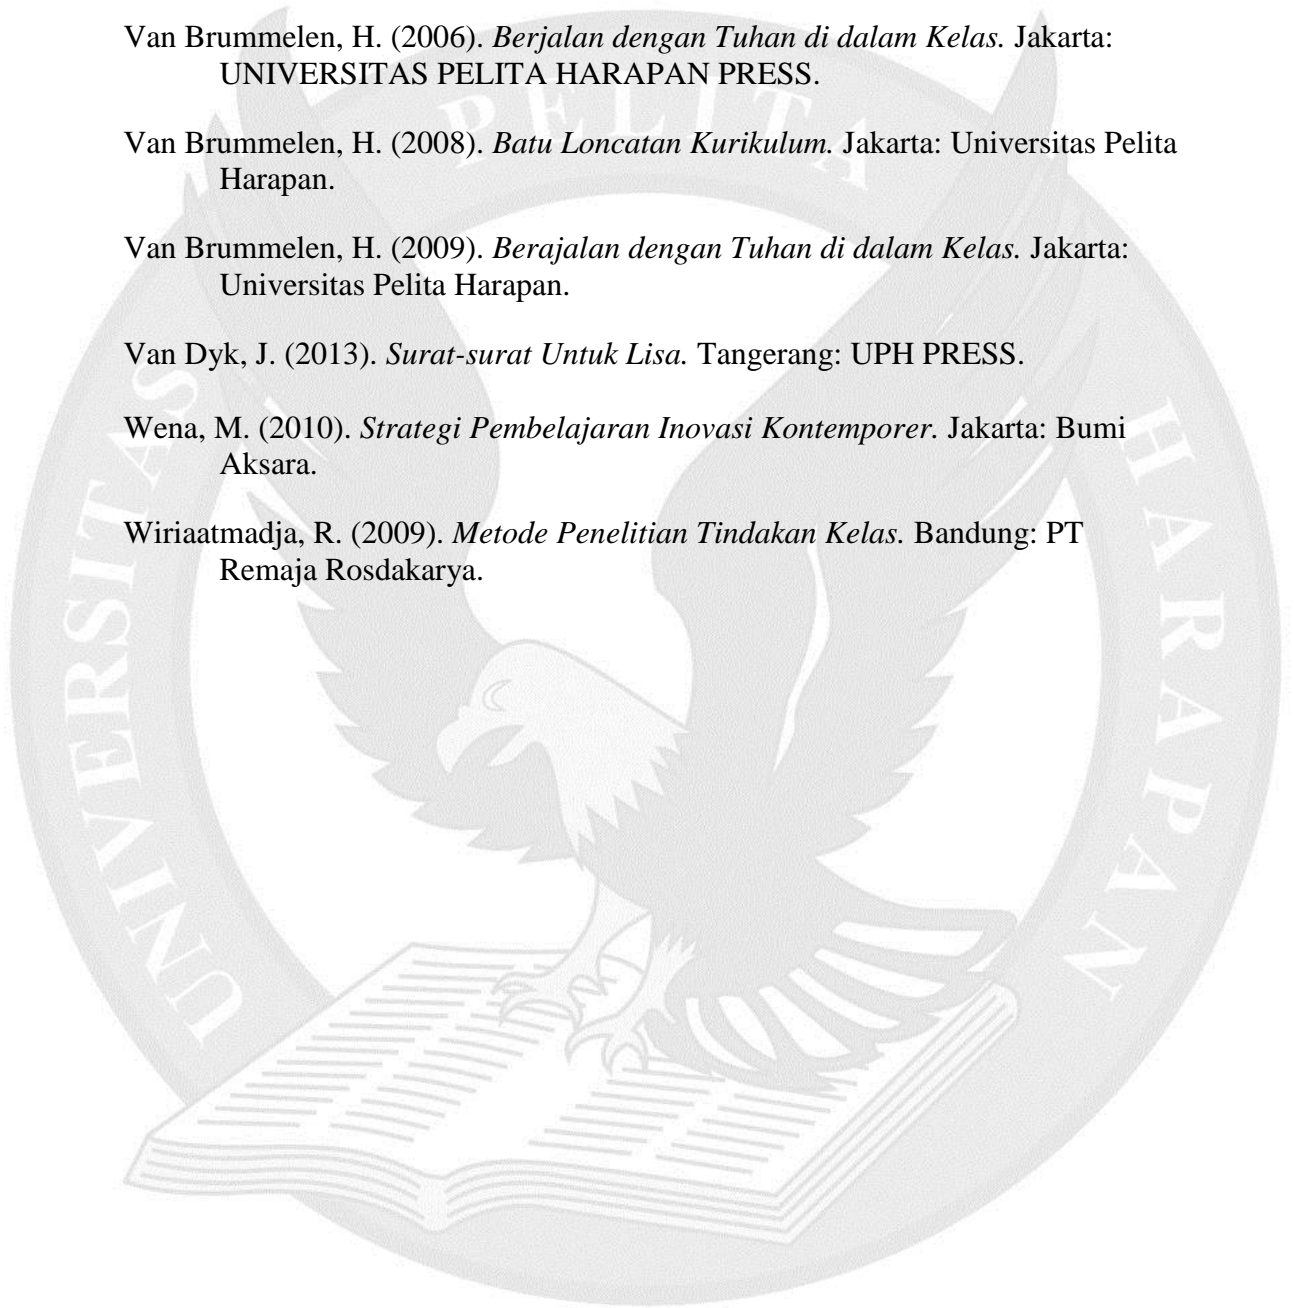 Van Brummelen, H. (2006). Berjalan dengan Tuhan di dalam Kelas. Jakarta:
UNIVERSITAS PELITA HARAPAN PRESS.
Van Brummelen, H. (2008). Batu Loncatan Kurikulum. Jakarta: Universitas Pelita
Harapan.
Van Brummelen, H. (2009). Berajalan dengan Tuhan di dalam Kelas. Jakarta:
Universitas Pelita Harapan.
Van Dyk, J. (2013). Surat-surat Untuk Lisa. Tangerang: UPH PRESS.
Wena, M. (2010). Strategi Pembelajaran Inovasi Kontemporer. Jakarta: Bumi
Aksara.
Wiriaatmadja, R. (2009). Metode Penelitian Tindakan Kelas. Bandung: PT
Remaja Rosdakarya.
UNIVERSITAS PELITA HARAPAN